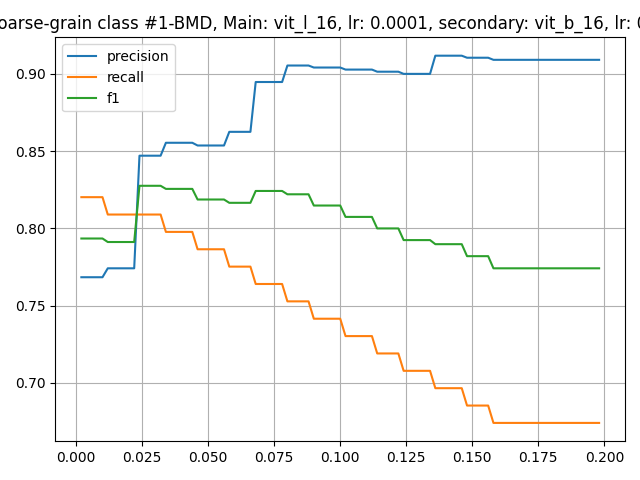 oarse-grain class #1-BMD, Main: vit_l_16, lr: 0.0001, secondary: vit_b_16, lr: 0
precision
recall
f1
0.90
0.85
0.80
0.75
0.70
0.000 0.025 0.050 0.075 0.100 0.125 0.150 0.175 0.200